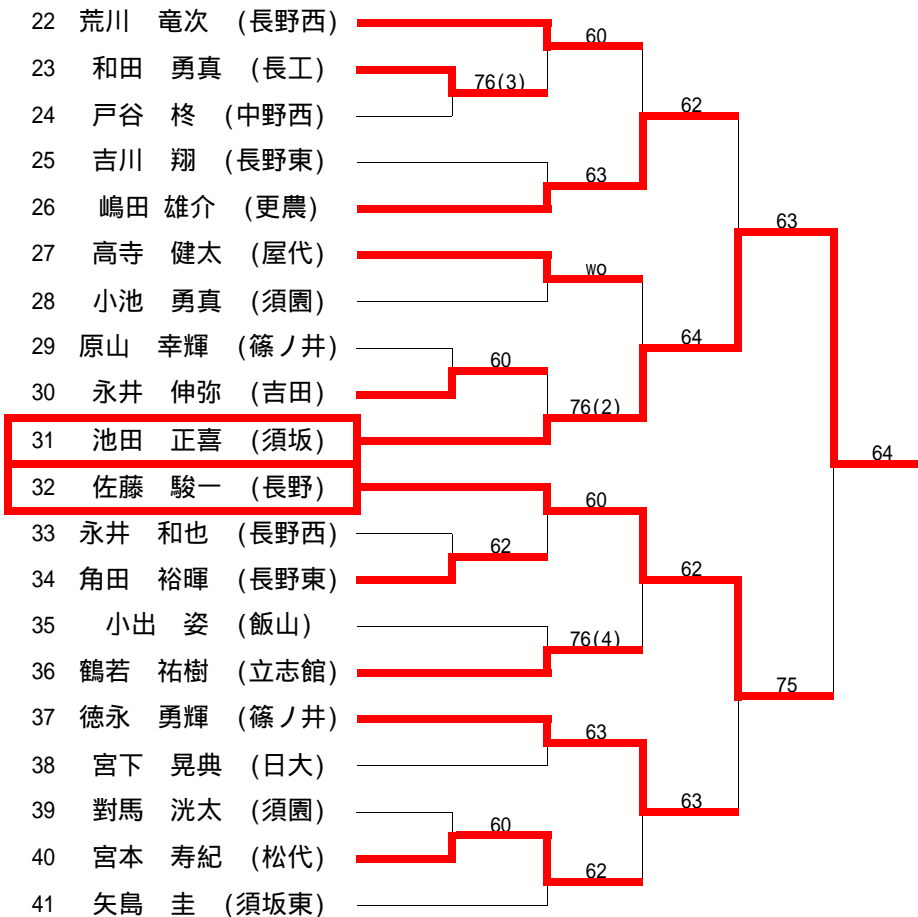 22 荒川 竜次 (長野西)
60
23 和田 勇真 (長工)
76(3)
24 戸谷 柊 (中野西)
62
25 吉川 翔 (長野東)
63
26 嶋田 雄介 (更農)
63
27 高寺 健太 (屋代)
wo
28 小池 勇真 (須園)
29 原山 幸輝 (篠ノ井)
64
60
30 永井 伸弥 (吉田)
76(2)
31 池田 正喜 (須坂)
64
32 佐藤 駿一 (長野)
60
33 永井 和也 (長野西)
62
34 角田 裕暉 (長野東)
62
35 小出 姿 (飯山)
76(4)
36 鶴若 祐樹 (立志館)
75
37 徳永 勇輝 (篠ノ井)
63
38 宮下 晃典 (日大)
63
39 對馬 洸太 (須園)
60
40 宮本 寿紀 (松代)
62
41 矢島 圭 (須坂東)